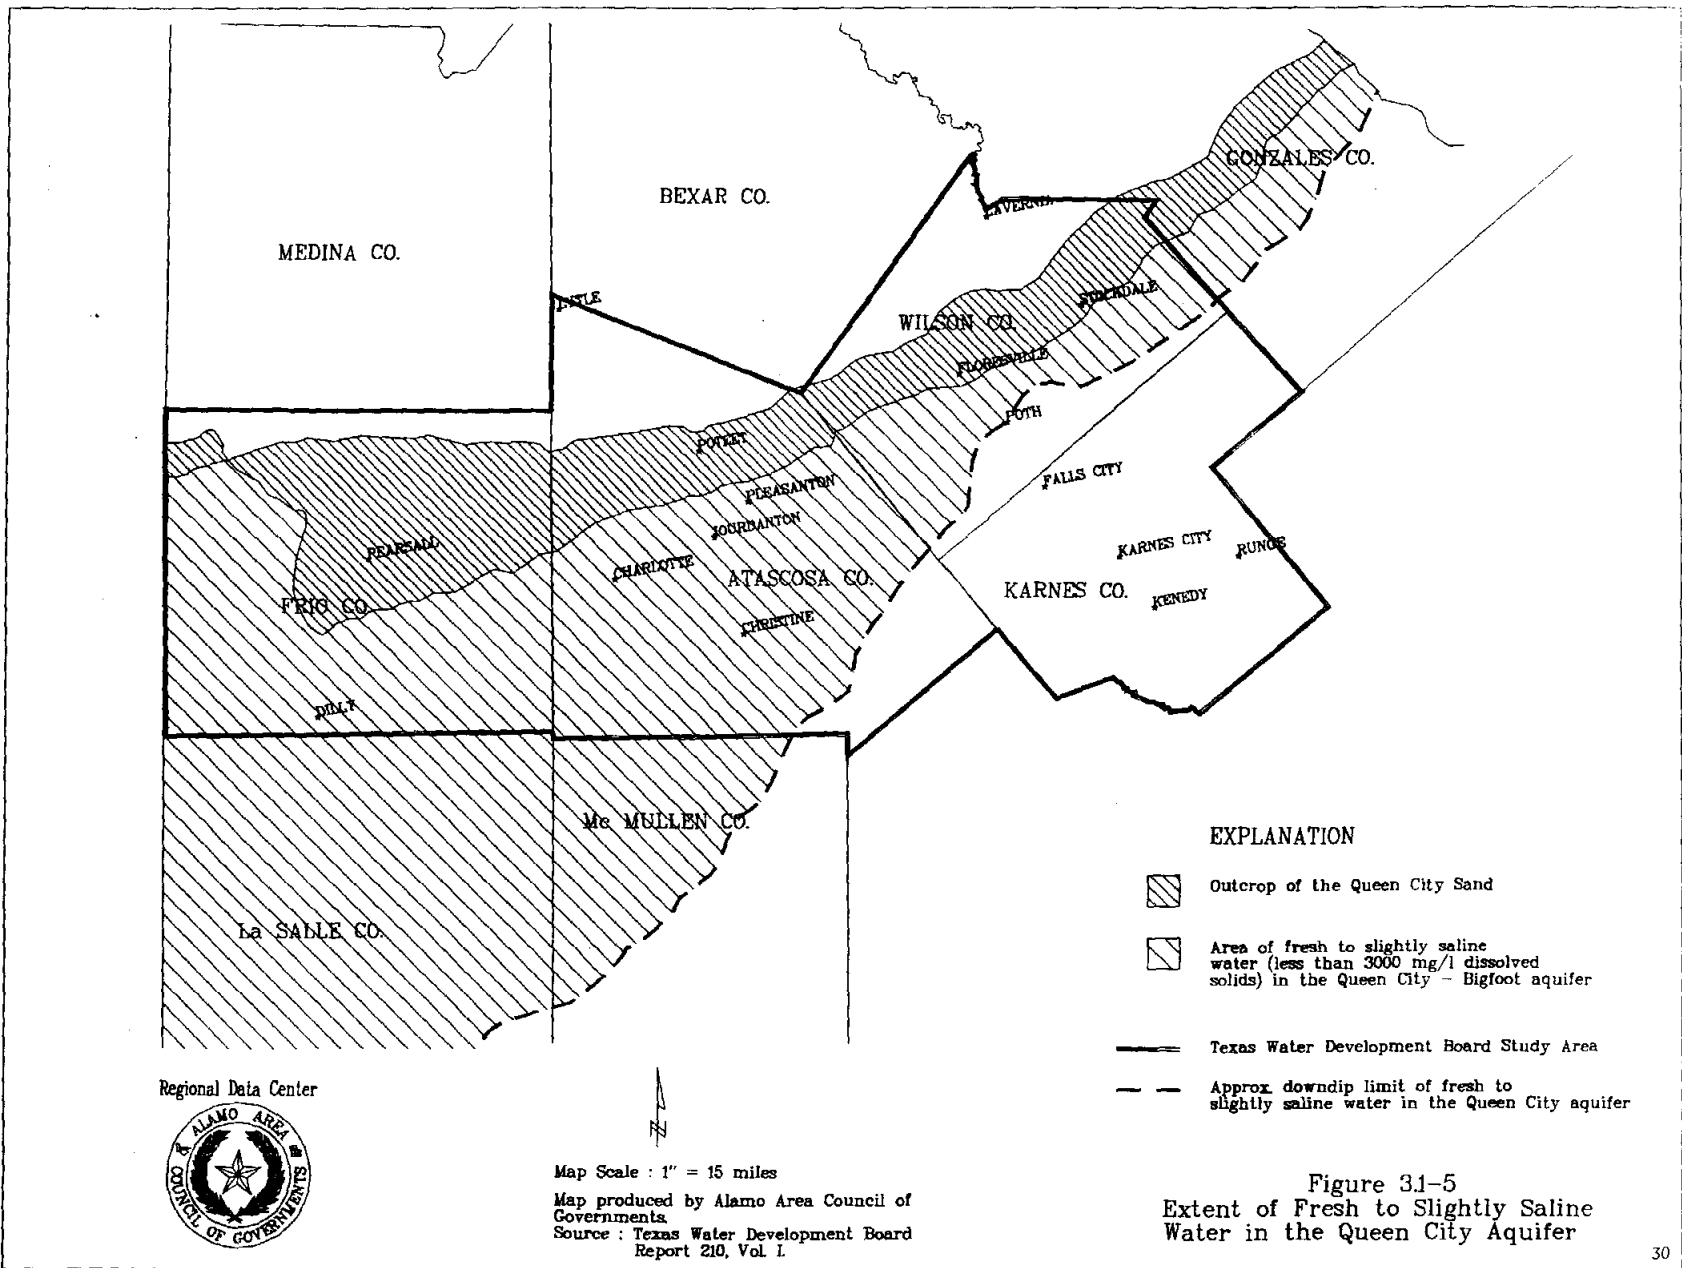 MEDINA CO.
BEXAR CO.
GONZALES CO.
LAVERNIA
LYTLE
STOCKDALE
WILSON CO.
FLORESVILLE
POTH
POTEET
FALLS CITY
PLEASANTON
JOURDANTON
PEARSALL
CHARLOTTE
ATASCOSA CO.
KARNES CITY
RUNGE
KARNES CO.
KENEDY
FRIO CO.
CHRISTINE
DILLY
Mc MULLEN CO.
La SALLE CO.
EXPLANATION
Outcrop of the Queen City Sand
Area of fresh to slightly saline
water (less than 3000 mg/l dissolved
solids) in the Queen City - Bigfoot aquifer
Texas Water Development Board Study Area
Approx. downdip limit of fresh to
slightly saline water in the Queen City aquifer
Regional Data Center
ALAMO AREA
COUNCIL OF GOVERNMENTS
N
Map Scale : 1" = 15 miles
Map produced by Alamo Area Council of
Governments.
Source : Texas Water Development Board
Report 210, Vol. I.
Figure 3.1-5
Extent of Fresh to Slightly Saline
Water in the Queen City Aquifer
30